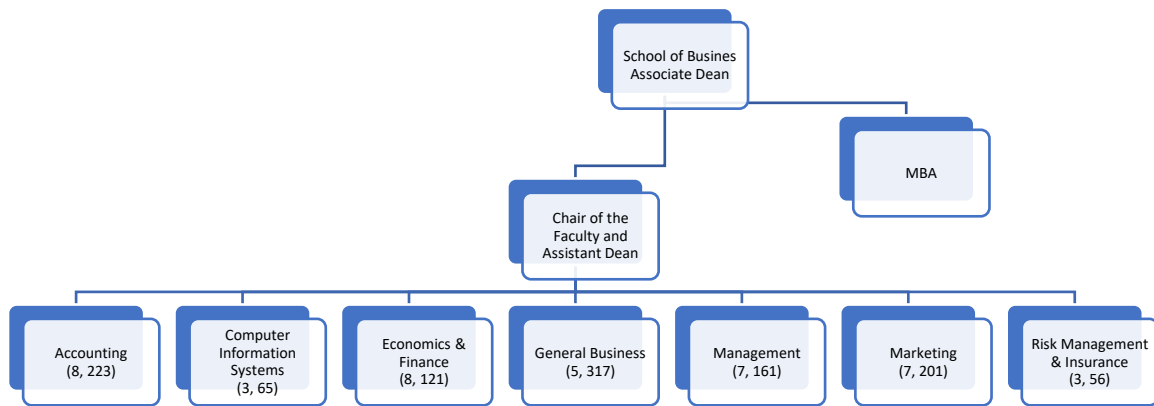 School of Busines
Associate Dean
MBA
Chair of the
Faculty and
Assistant Dean
Accounting
(8, 223)
Computer
Information
Systems
(3, 65)
Economics &
Finance
(8, 121)
General Business
(5, 317)
Management
(7, 161)
Marketing
(7, 201)
Risk Management
& Insurance
(3, 56)